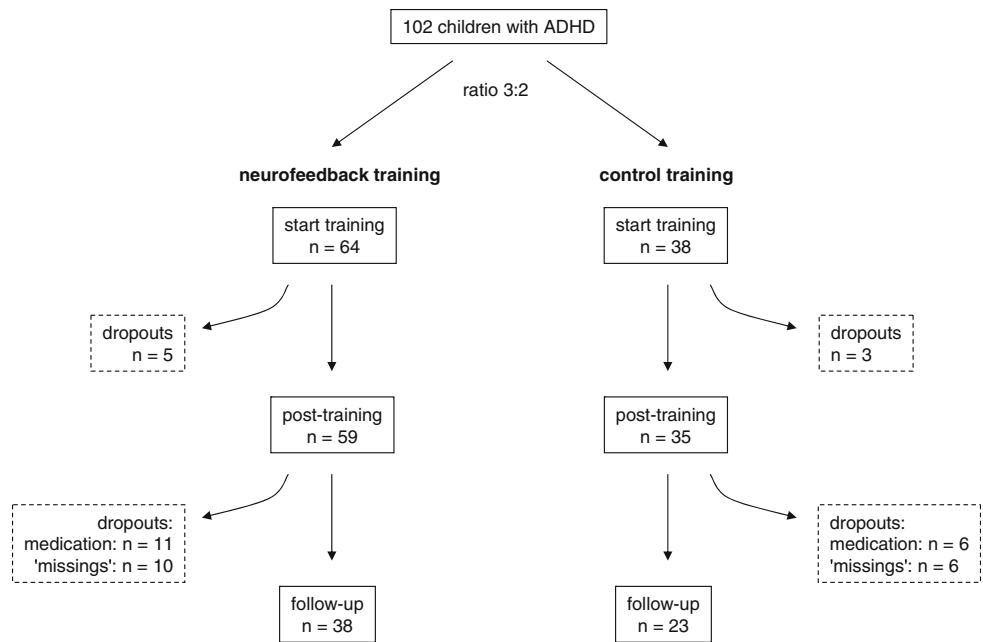 102 children with ADHD
ratio 3:2
neurofeedback training
control training
start training
n = 64
start training
n = 38
dropouts
n = 5
dropouts
n = 3
post-training
n = 59
post-training
n = 35
dropouts:
medication: n = 11
'missings': n = 10
dropouts:
medication: n = 6
'missings': n = 6
follow-up
n = 38
follow-up
n = 23